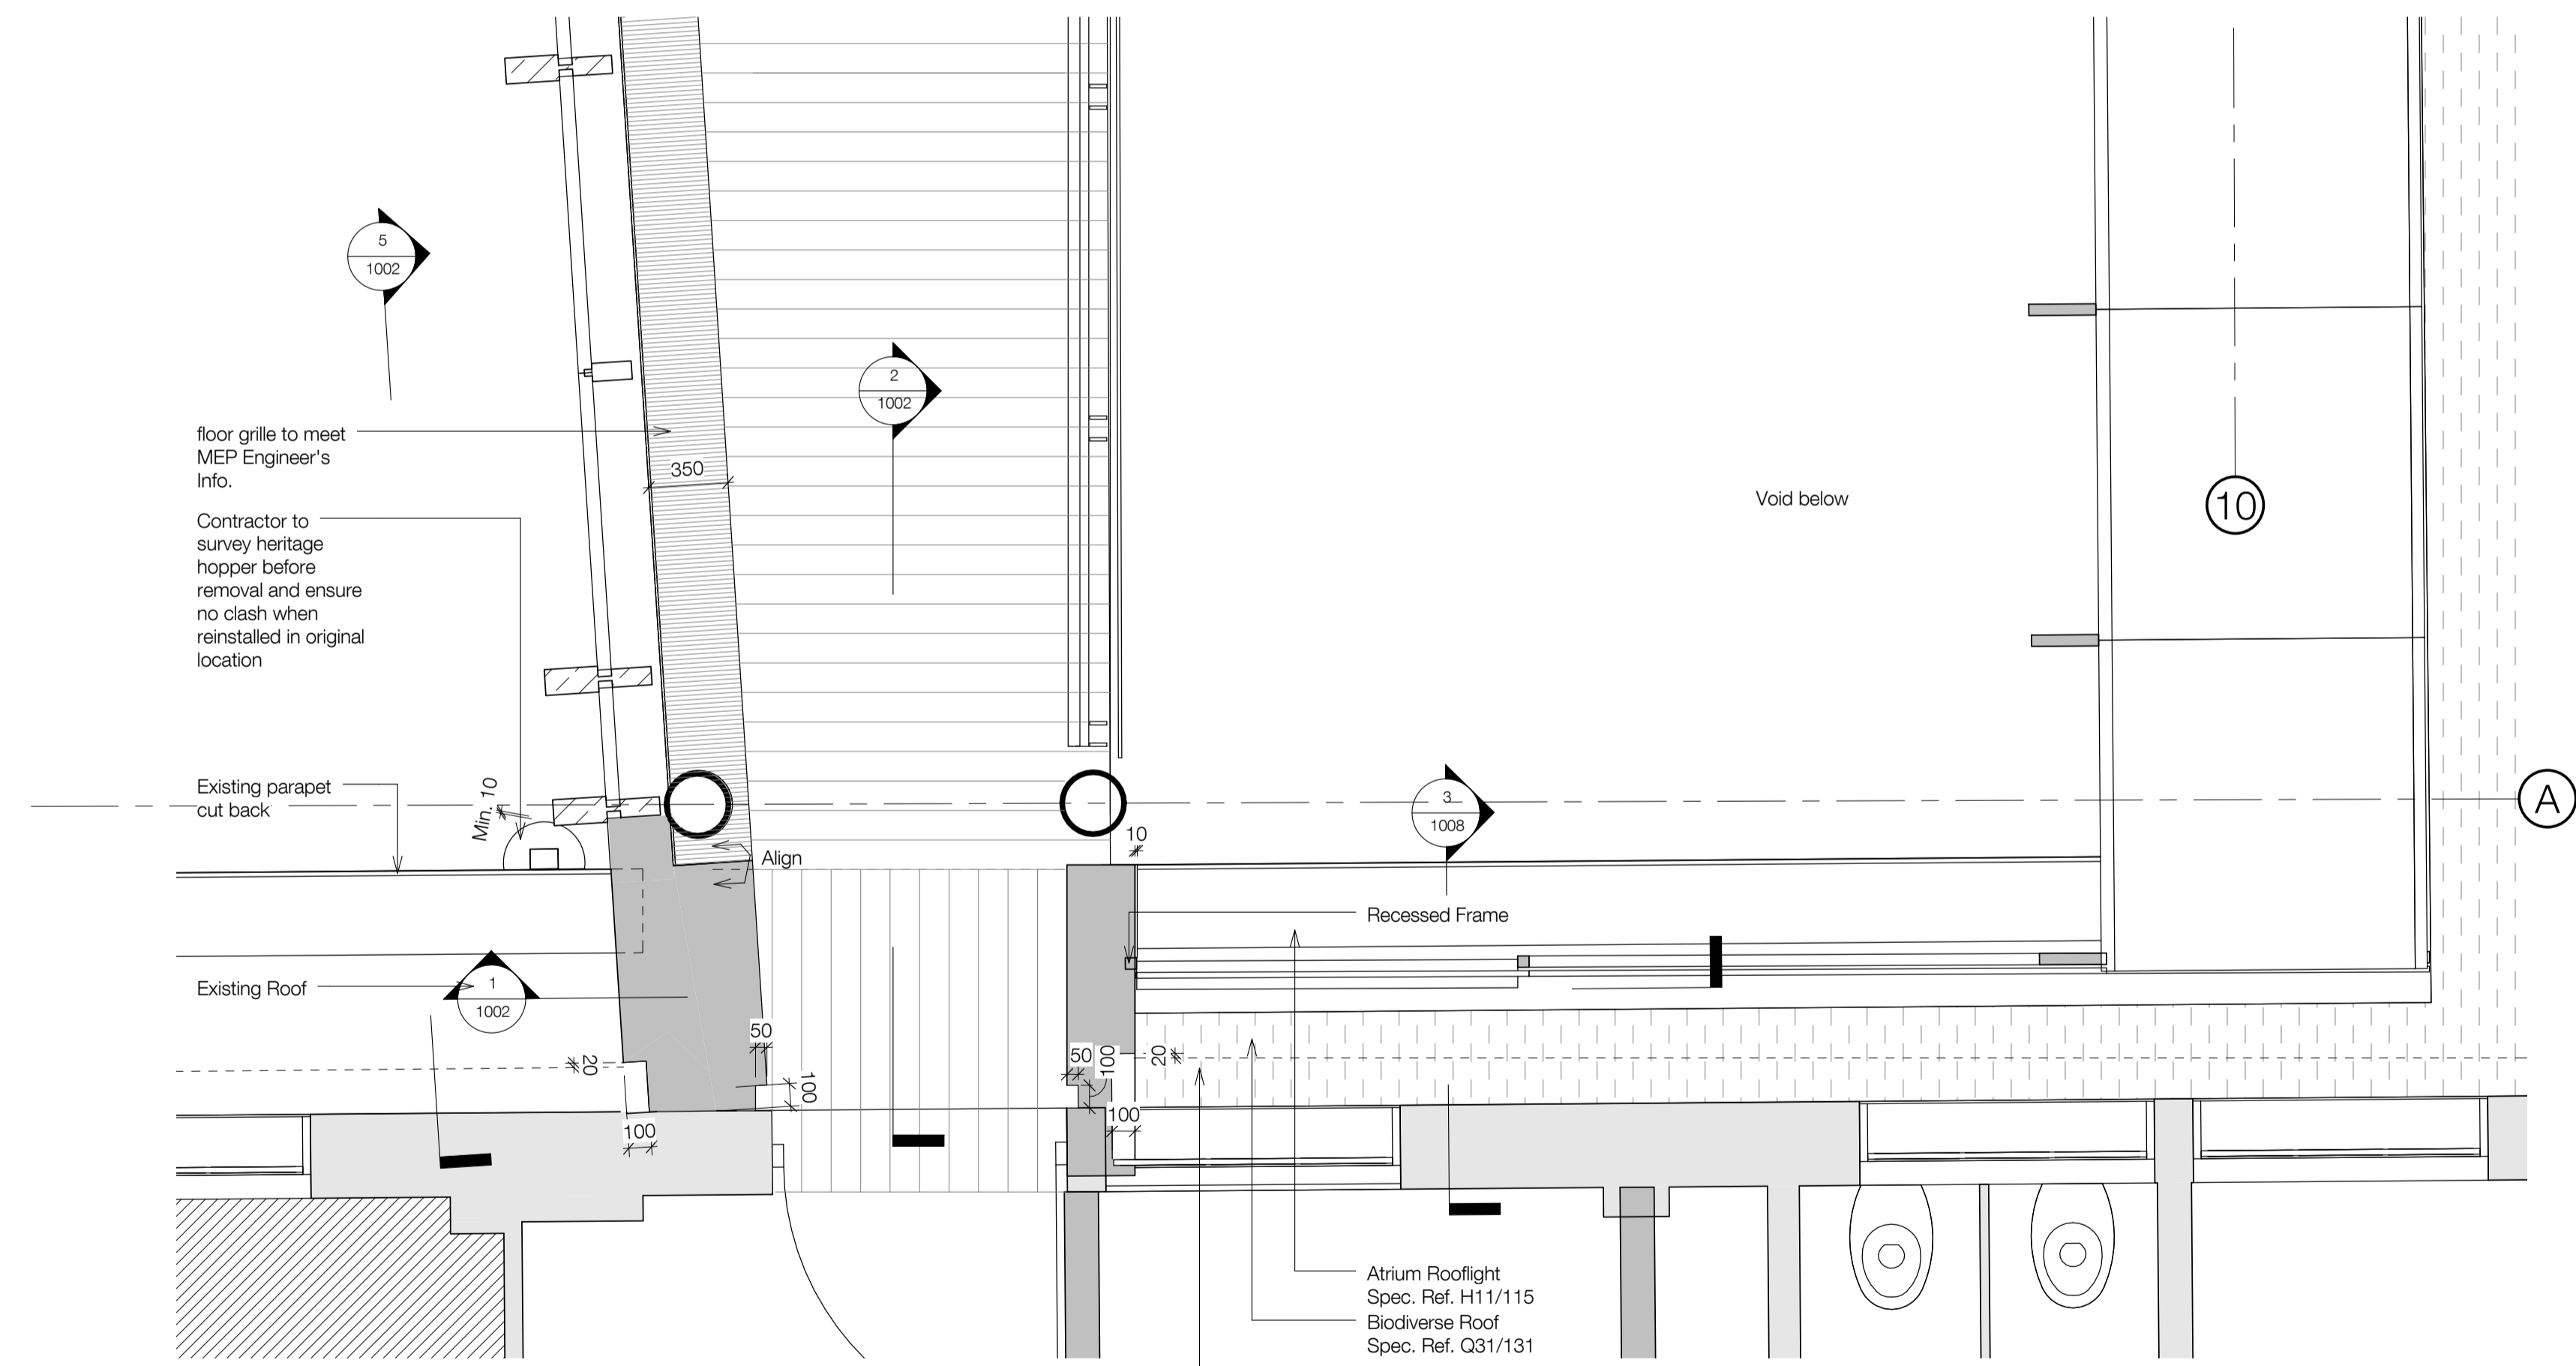 5
1002
2
1002
floor grille to meet
MEP Engineer's
Info.
350
Contractor to
survey heritage
hopper before
removal and ensure
no clash when
reinstalled in original
location
Void below
10
Existing parapet
cut back
Min. 10
Align
10
3
1008
A
Recessed Frame
Existing Roof
1
1002
20
50
100
100
50
100
20
100
Atrium Rooflight
Spec. Ref. H11/115
Biodiverse Roof
Spec. Ref. Q31/131